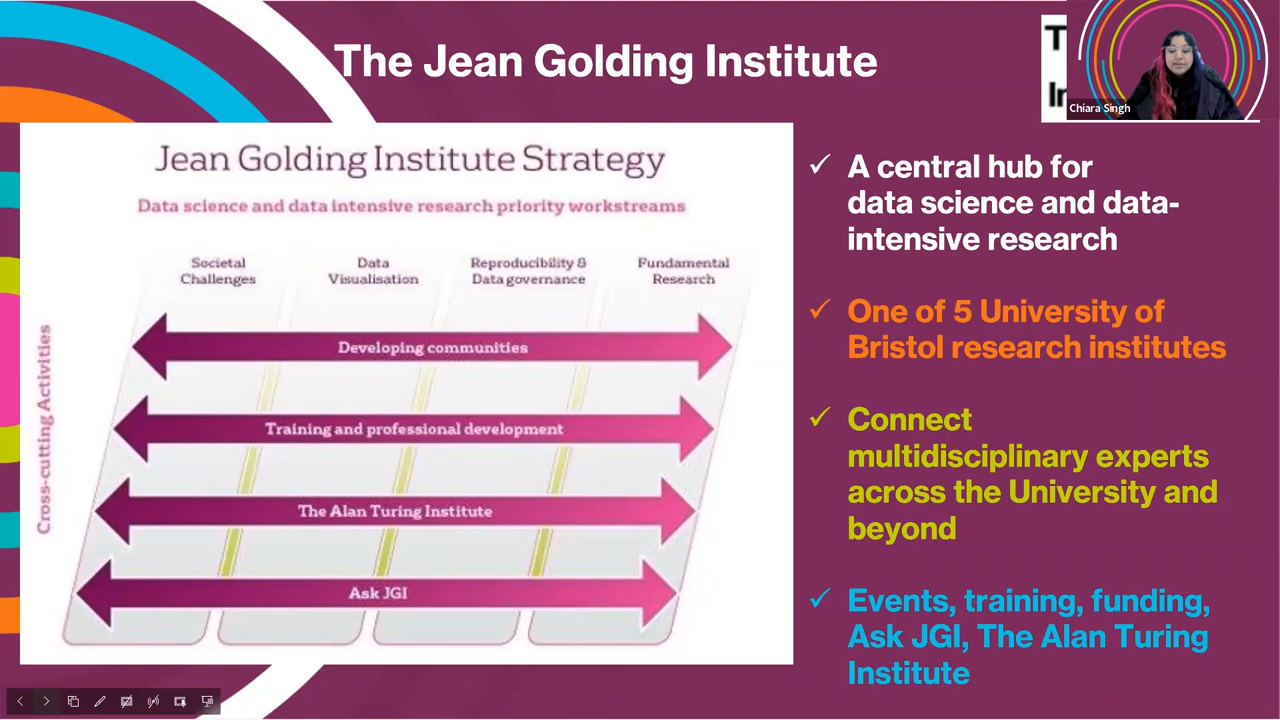 The Jean Golding Institute
Chiara Singh
Jean Golding Institute Strategy
Data science and data intensive research priority workstreams
Societal
Challenges
Data
Visualisation
Reproducibility &
Data governance
Fundamental
Research
Cross-cutting Activities
Developing communities
Training and professional development
The Alan Turing Institute
Ask JGI
✓ A central hub for
data science and data-
intensive research
✓ One of 5 University of
Bristol research institutes
✓ Connect
multidisciplinary experts
across the University and
beyond
✓ Events, training, funding,
Ask JGI, The Alan Turing
Institute